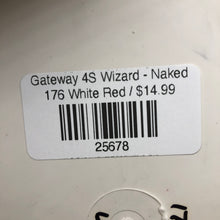 Gateway 4S Wizard - Naked
176 White Red / $14.99
25678